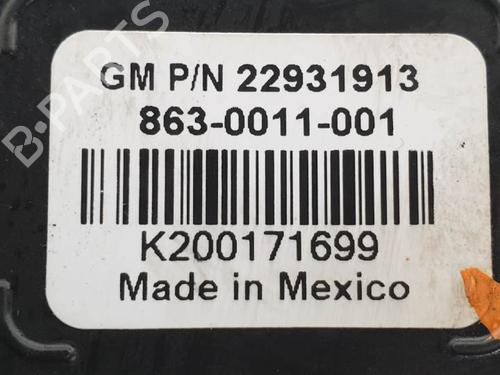 B-PARTS
GM P/N 22931913
863-0011-001
K200171699
Made in Mexico